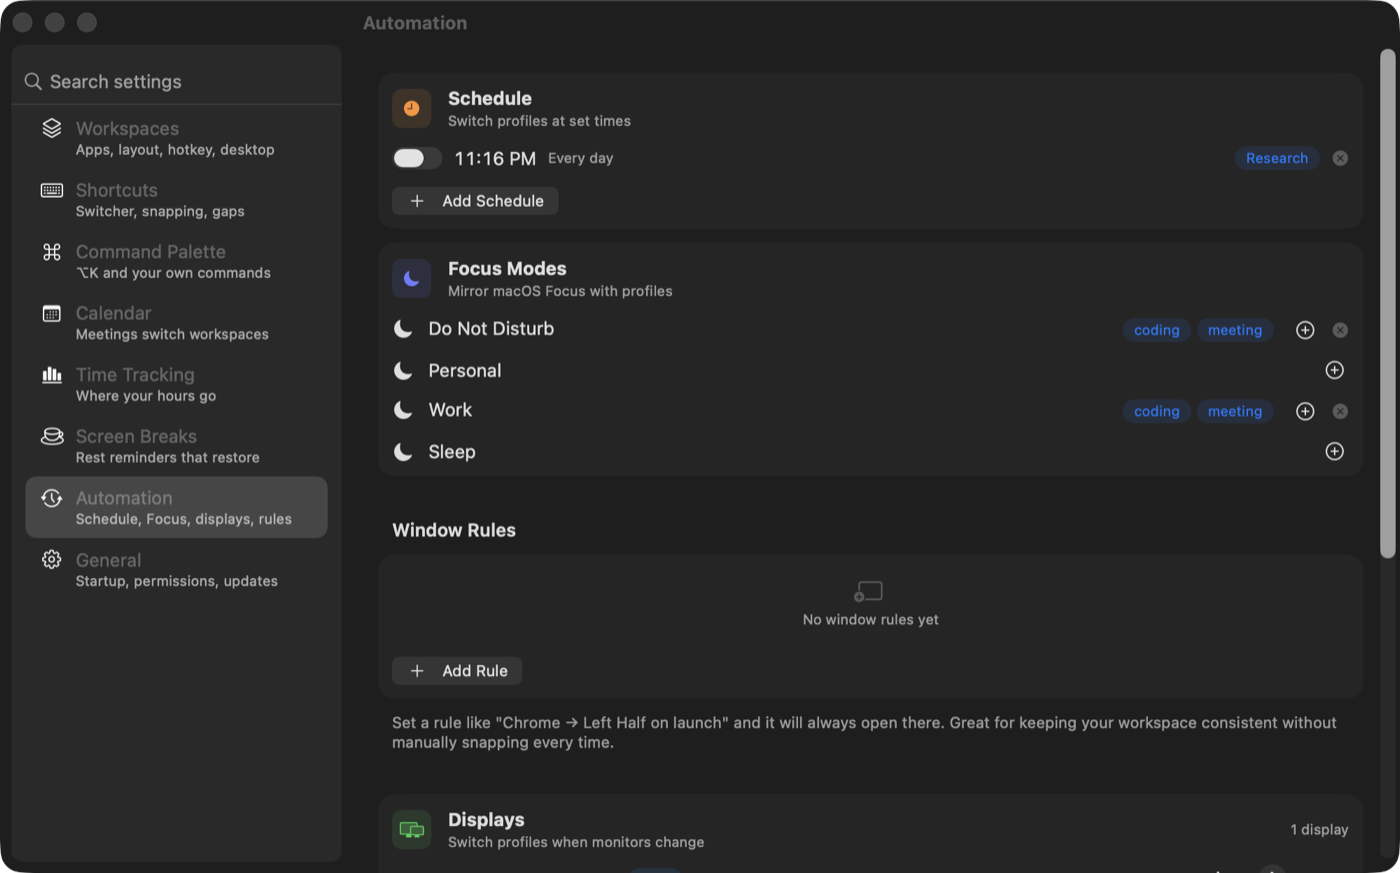 Automation
Search settings
Workspaces
Apps, layout, hotkey, desktop
Shortcuts
Switcher, snapping, gaps
Command Palette
⌥K and your own commands
Calendar
Meetings switch workspaces
Time Tracking
Where your hours go
Screen Breaks
Rest reminders that restore
Automation
Schedule, Focus, displays, rules
General
Startup, permissions, updates
Schedule
Switch profiles at set times
11:16 PM Every day Research
+ Add Schedule
Focus Modes
Mirror macOS Focus with profiles
Do Not Disturb coding meeting
Personal
Work coding meeting
Sleep
Window Rules
No window rules yet
+ Add Rule
Set a rule like "Chrome → Left Half on launch" and it will always open there. Great for keeping your workspace consistent without
manually snapping every time.
Displays
Switch profiles when monitors change
1 display